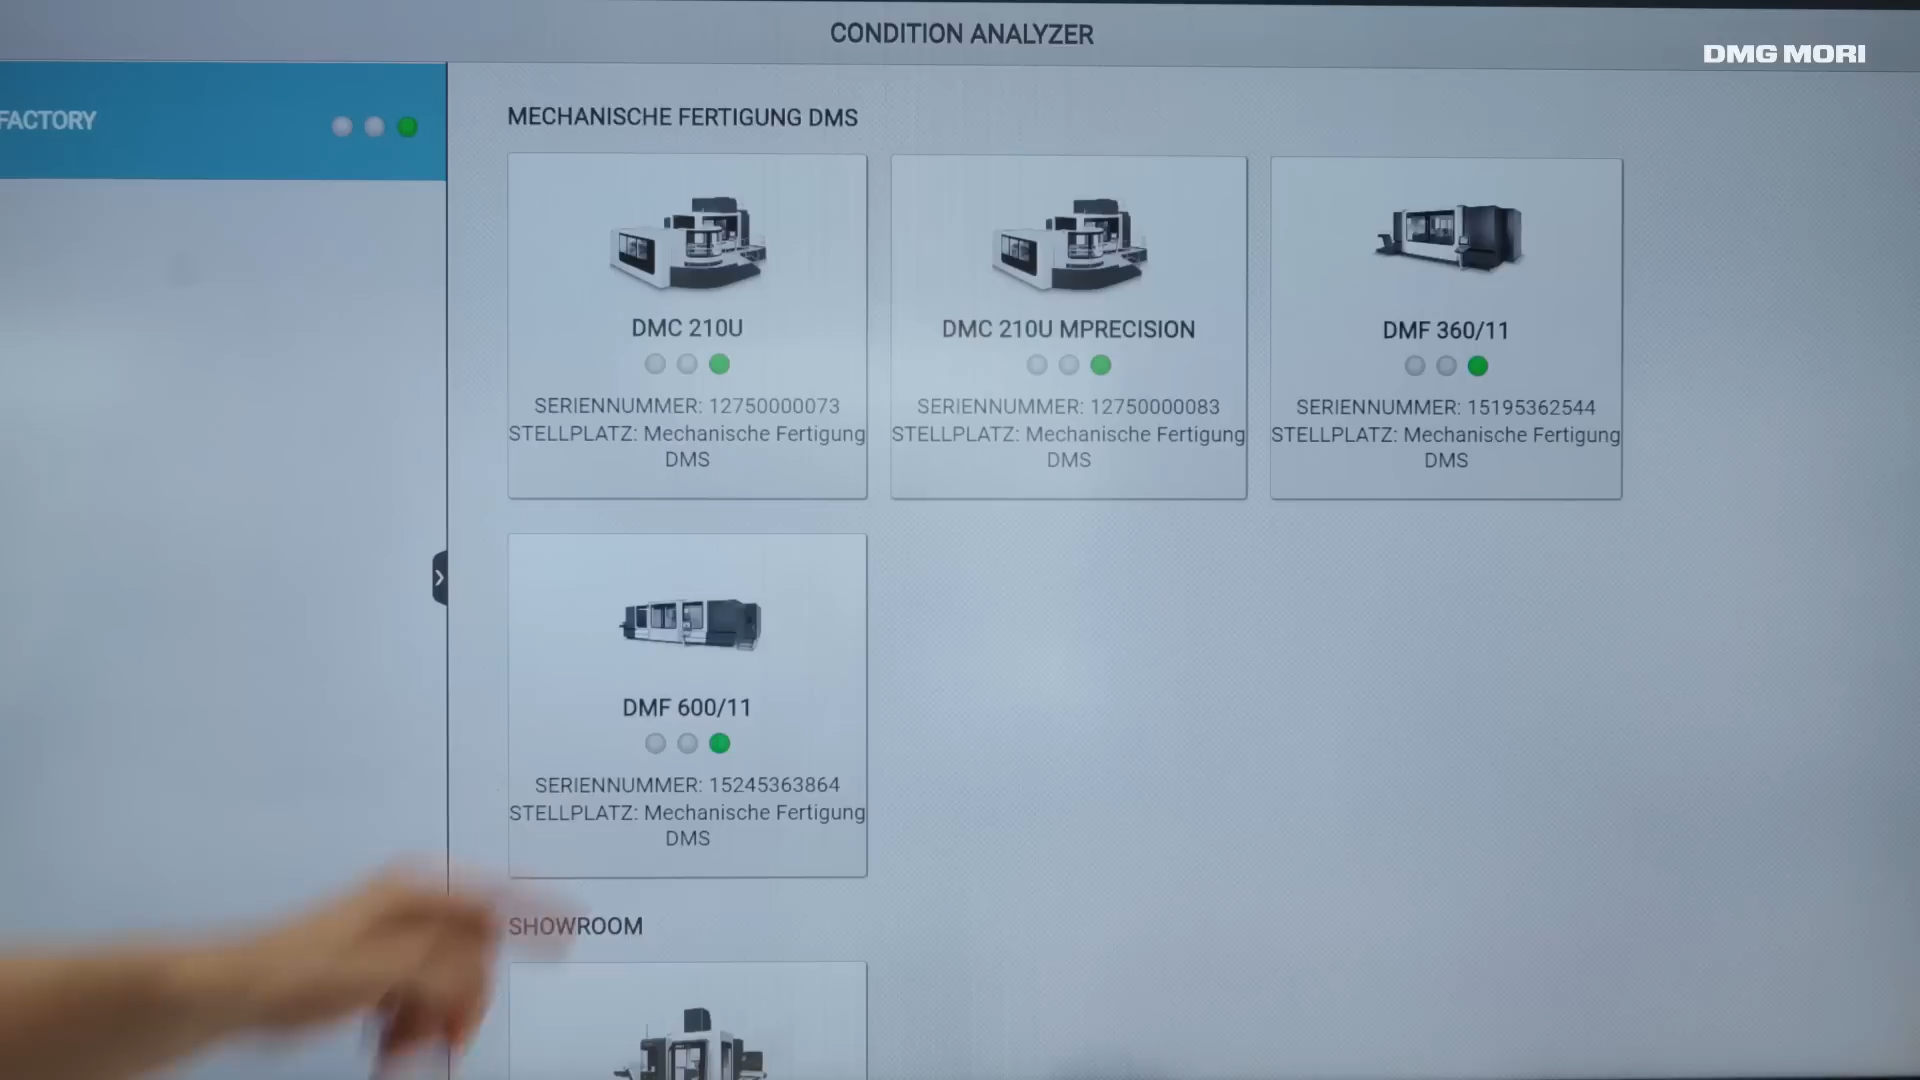 CONDITION ANALYZER
DMG MORI
FACTORY
MECHANISCHE FERTIGUNG DMS
DMC 210U
SERIENNUMMER: 12750000073
STELLPLATZ: Mechanische Fertigung
DMS
DMC 210U MPRECISION
SERIENNUMMER: 12750000083
STELLPLATZ: Mechanische Fertigung
DMS
DMF 360/11
SERIENNUMMER: 15195362544
STELLPLATZ: Mechanische Fertigung
DMS
DMF 600/11
SERIENNUMMER: 15245363864
STELLPLATZ: Mechanische Fertigung
DMS
SHOWROOM